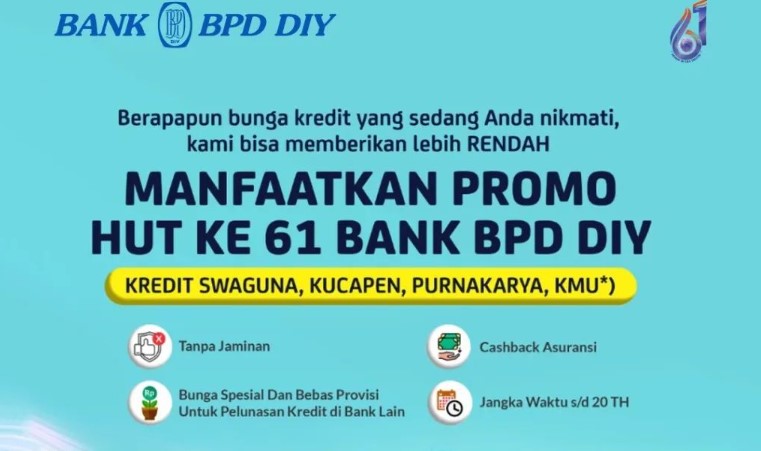 BANK BPD DIY
61
Berapapun bunga kredit yang sedang Anda nikmati,
kami bisa memberikan lebih RENDAH
MANFAATKAN PROMO
HUT KE 61 BANK BPD DIY
KREDIT SWAGUNA, KUCAPEN, PURNAKARYA, KMU*)
Tanpa Jaminan
Cashback Asuransi
Rp
Bunga Spesial Dan Bebas Provisi
Untuk Pelunasan Kredit di Bank Lain
Jangka Waktu s/d 20 TH